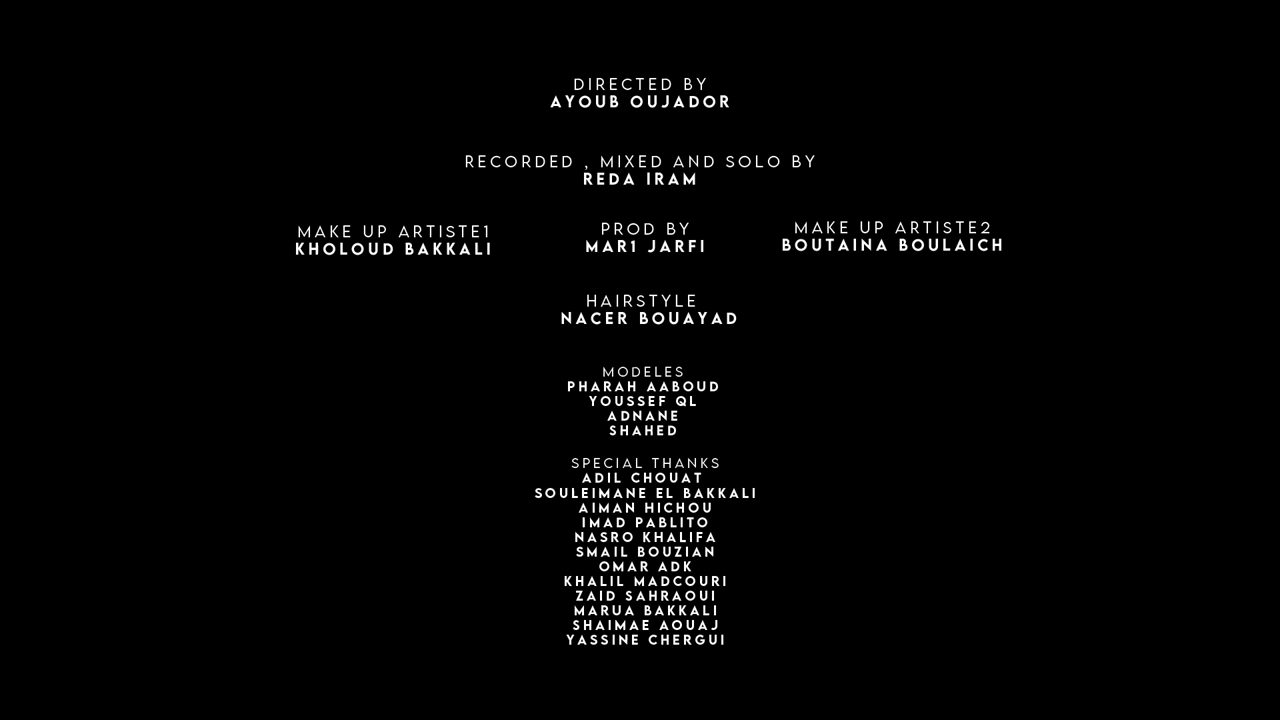 DIRECTED BY
AYOUB OUJADOR
RECORDED , MIXED AND SOLO BY
REDA IRAM
MAKE UP ARTISTE1
KHOLOUD BAKKALI
PROD BY
MAR1 JARFI
MAKE UP ARTISTE2
BOUTAINA BOULAICH
HAIRSTYLE
NACER BOUAYAD
MODELES
PHARAH AABOUD
YOUSSEF QL
ADNANE
SHAHED
SPECIAL THANKS
ADIL CHOUAT
SOULEIMANE EL BAKKALI
AIMAN HICHOU
IMAD PABLITO
NASRO KHALIFA
SMAIL BOUZIAN
OMAR ADK
KHALIL MADCOURI
ZAID SAHRAOUI
MARUA BAKKALI
SHAIMAE AOUAJ
YASSINE CHERGUI